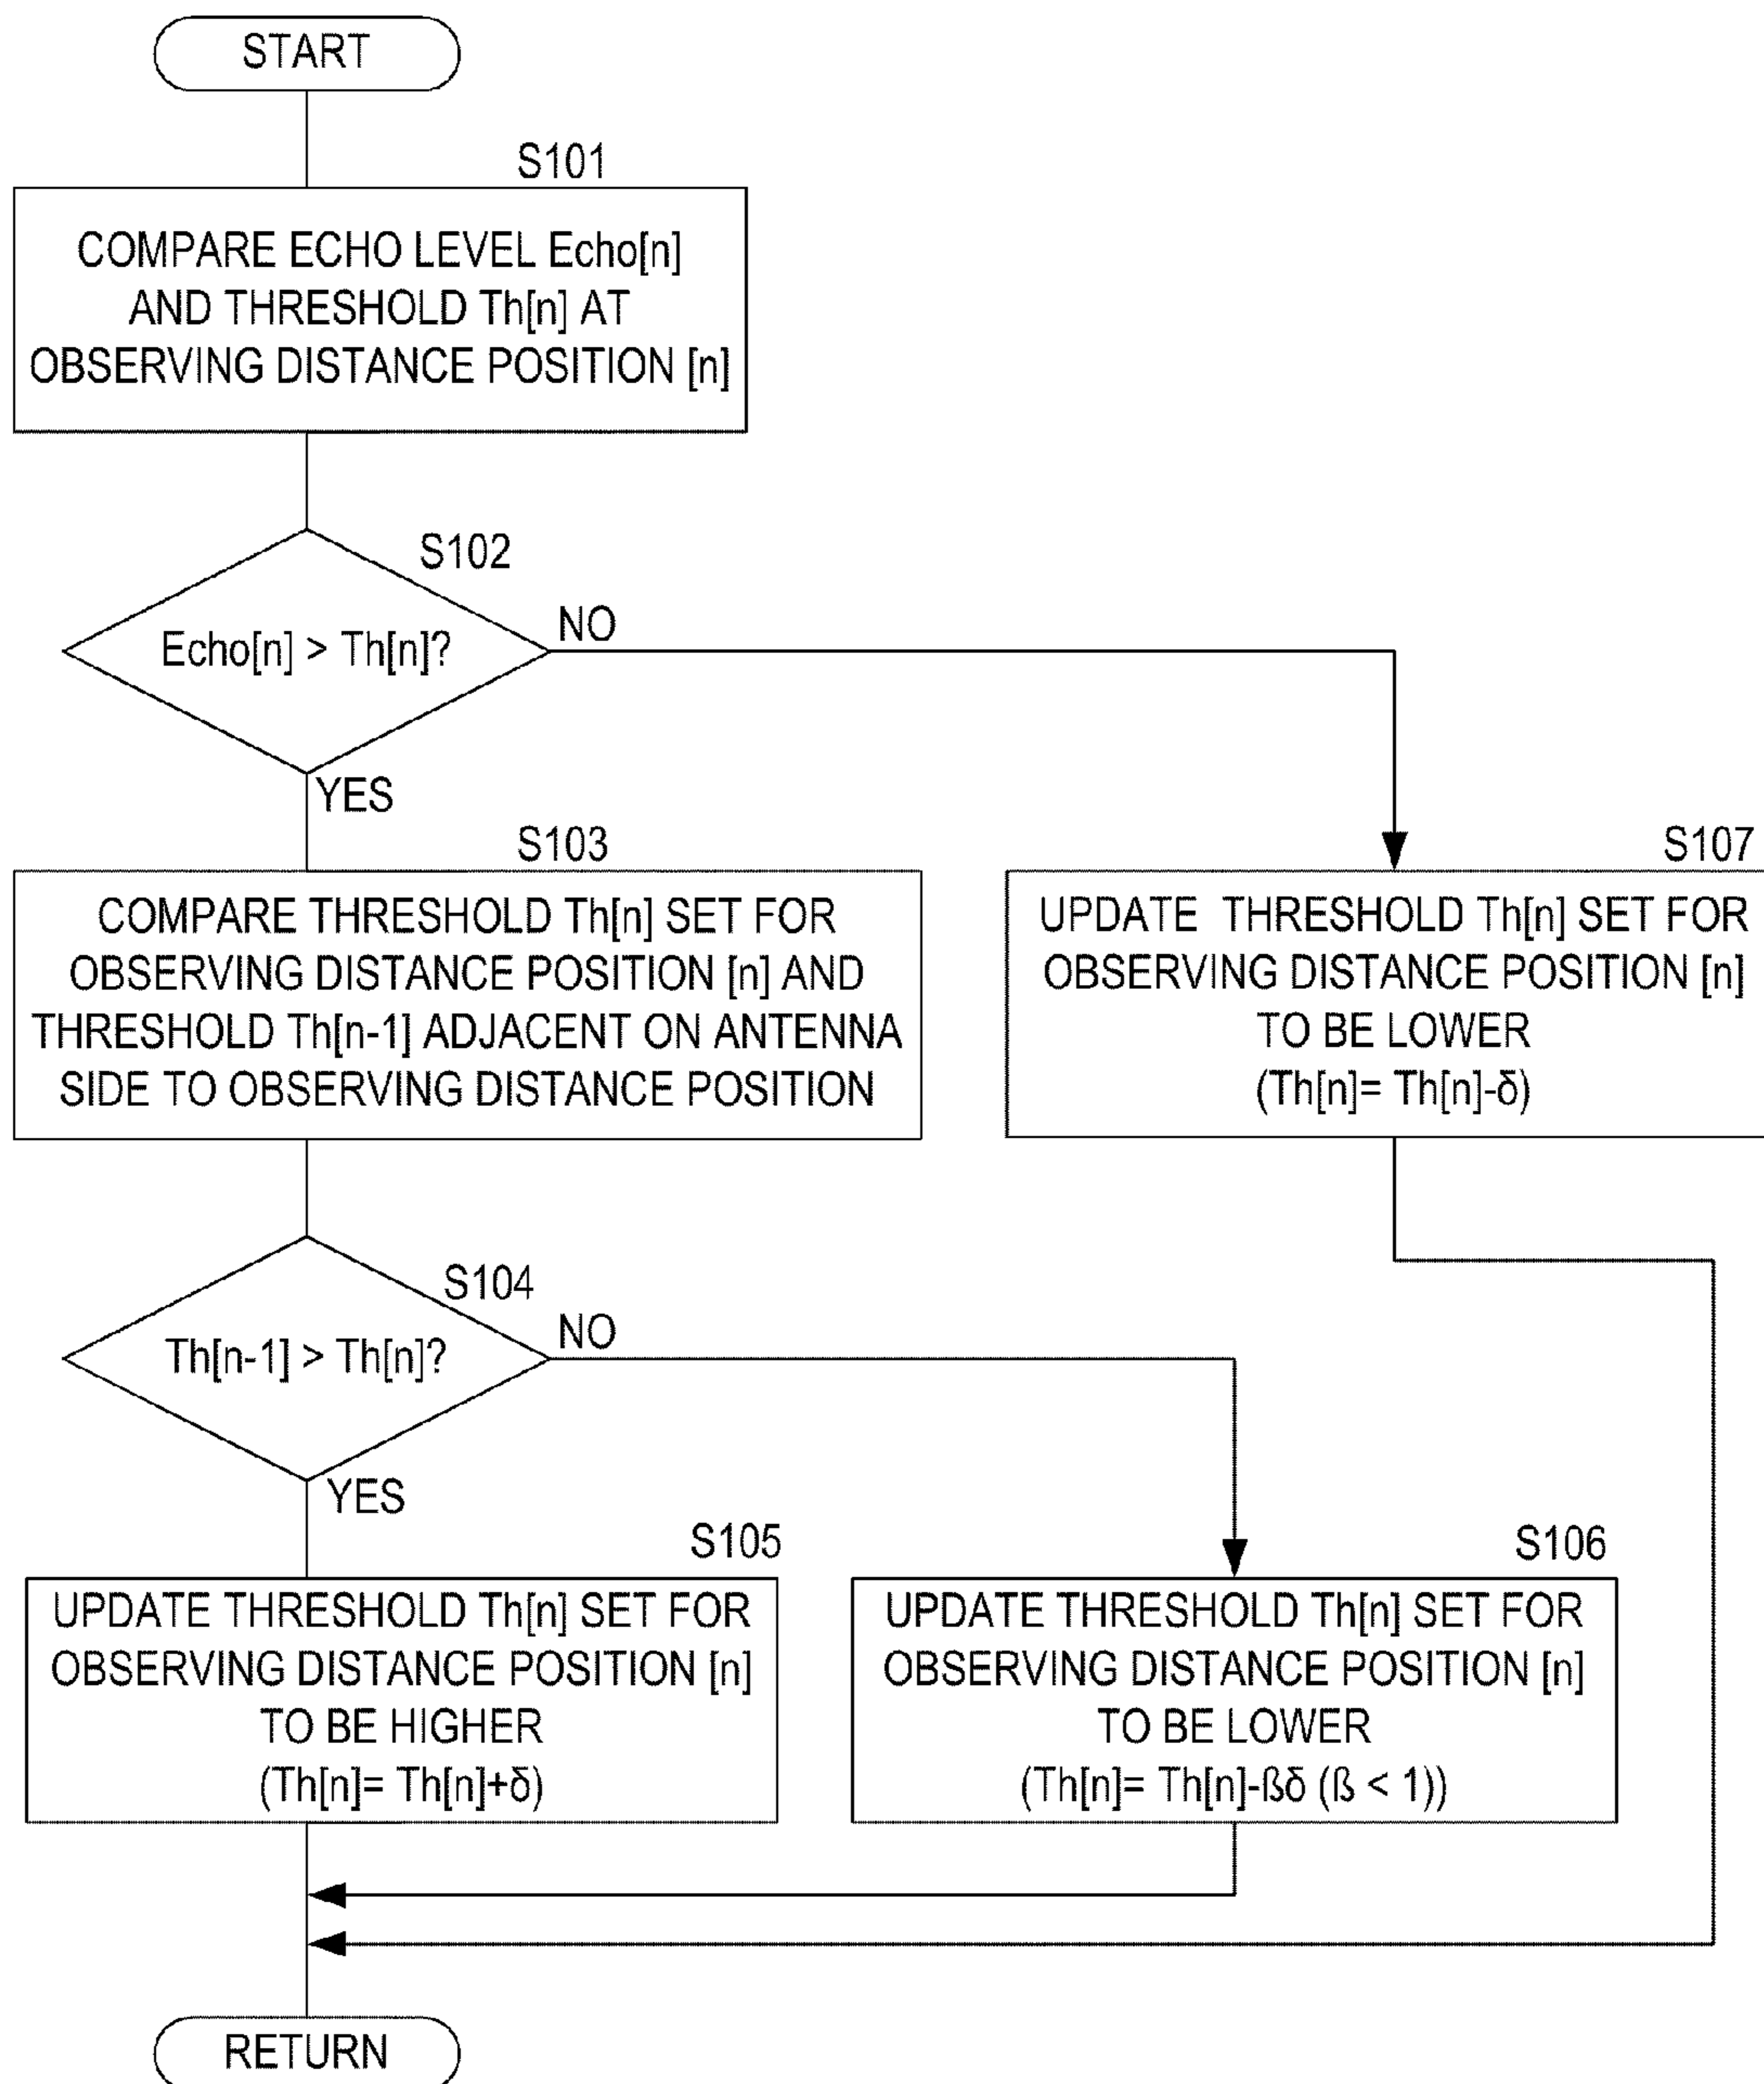 START
S101
COMPARE ECHO LEVEL Echo[n]
AND THRESHOLD Th[n] AT
OBSERVING DISTANCE POSITION [n]
S102
Echo[n] > Th[n]?
NO
YES
S103
COMPARE THRESHOLD Th[n] SET FOR
OBSERVING DISTANCE POSITION [n] AND
THRESHOLD Th[n-1] ADJACENT ON ANTENNA
SIDE TO OBSERVING DISTANCE POSITION
S107
UPDATE THRESHOLD Th[n] SET FOR
OBSERVING DISTANCE POSITION [n]
TO BE LOWER
(Th[n]= Th[n]-δ)
S104
Th[n-1] > Th[n]?
NO
YES
S105
UPDATE THRESHOLD Th[n] SET FOR
OBSERVING DISTANCE POSITION [n]
TO BE HIGHER
(Th[n]= Th[n]+δ)
S106
UPDATE THRESHOLD Th[n] SET FOR
OBSERVING DISTANCE POSITION [n]
TO BE LOWER
(Th[n]= Th[n]-ßδ (ß < 1))
RETURN